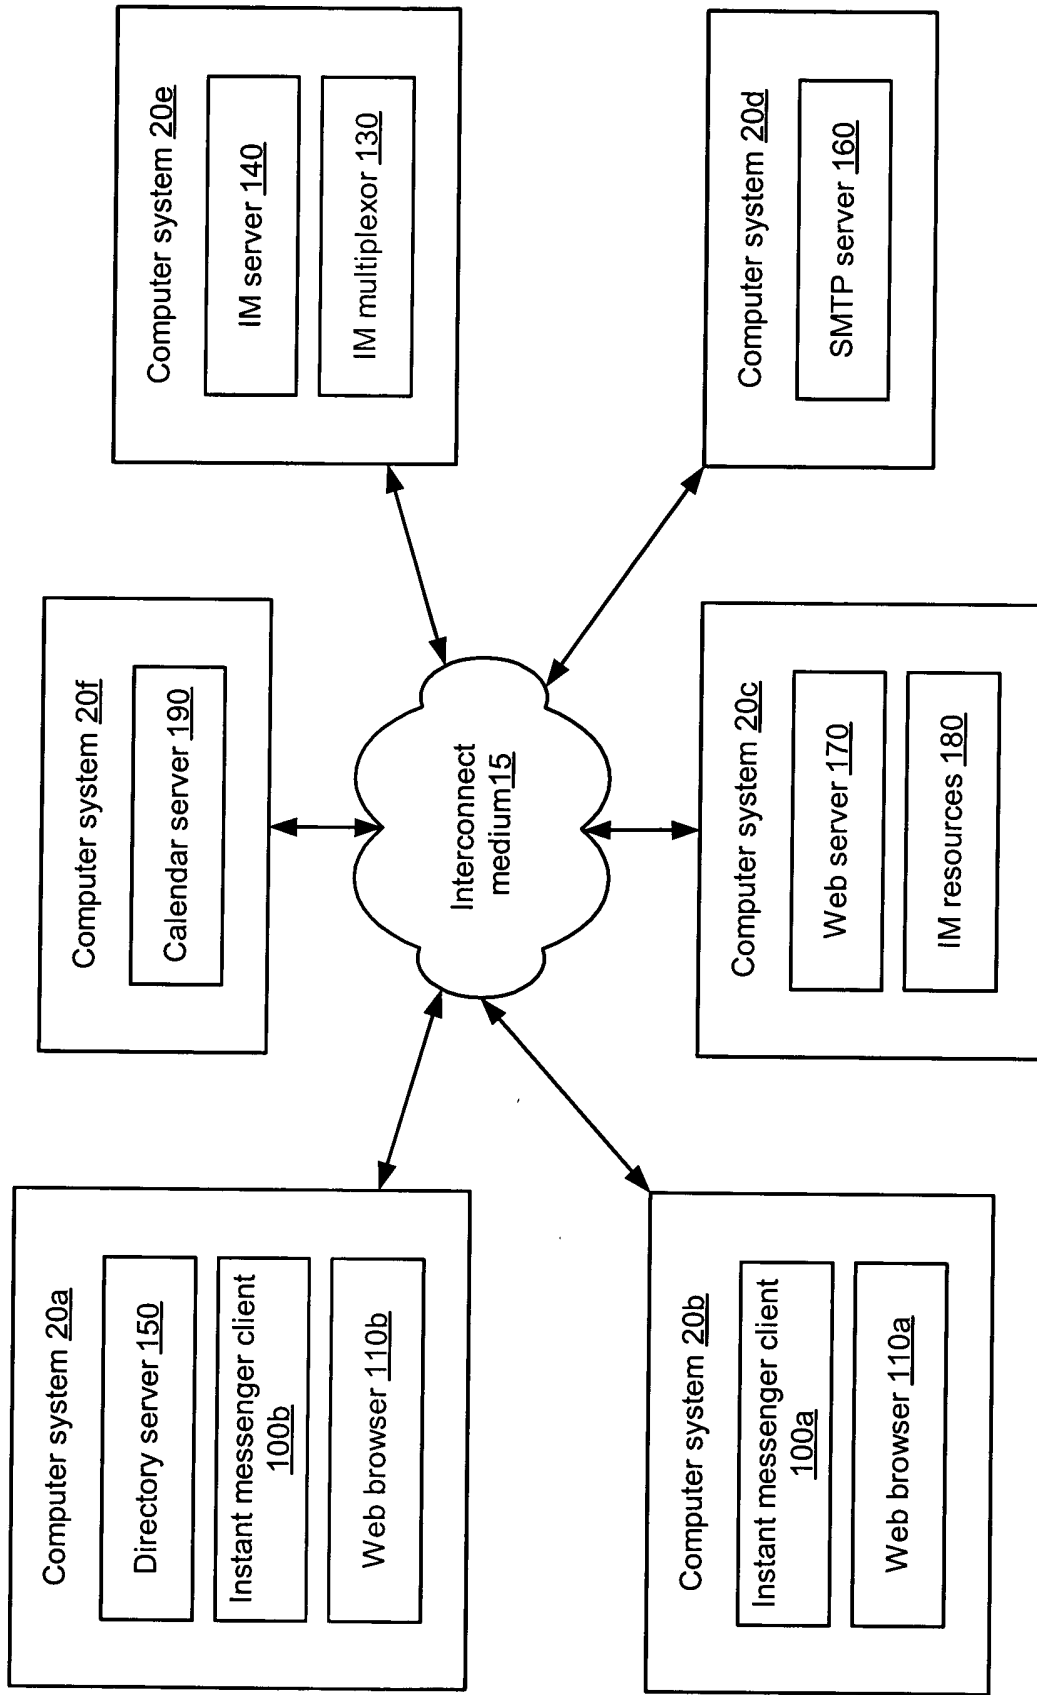 Computer system 20a
Directory server 150
Instant messenger client
100b
Web browser 110b
Computer system 20f
Calendar server 190
Computer system 20e
IM server 140
IM multiplexor 130
Interconnect
medium15
Computer system 20b
Instant messenger client
100a
Web browser 110a
Computer system 20c
Web server 170
IM resources 180
Computer system 20d
SMTP server 160